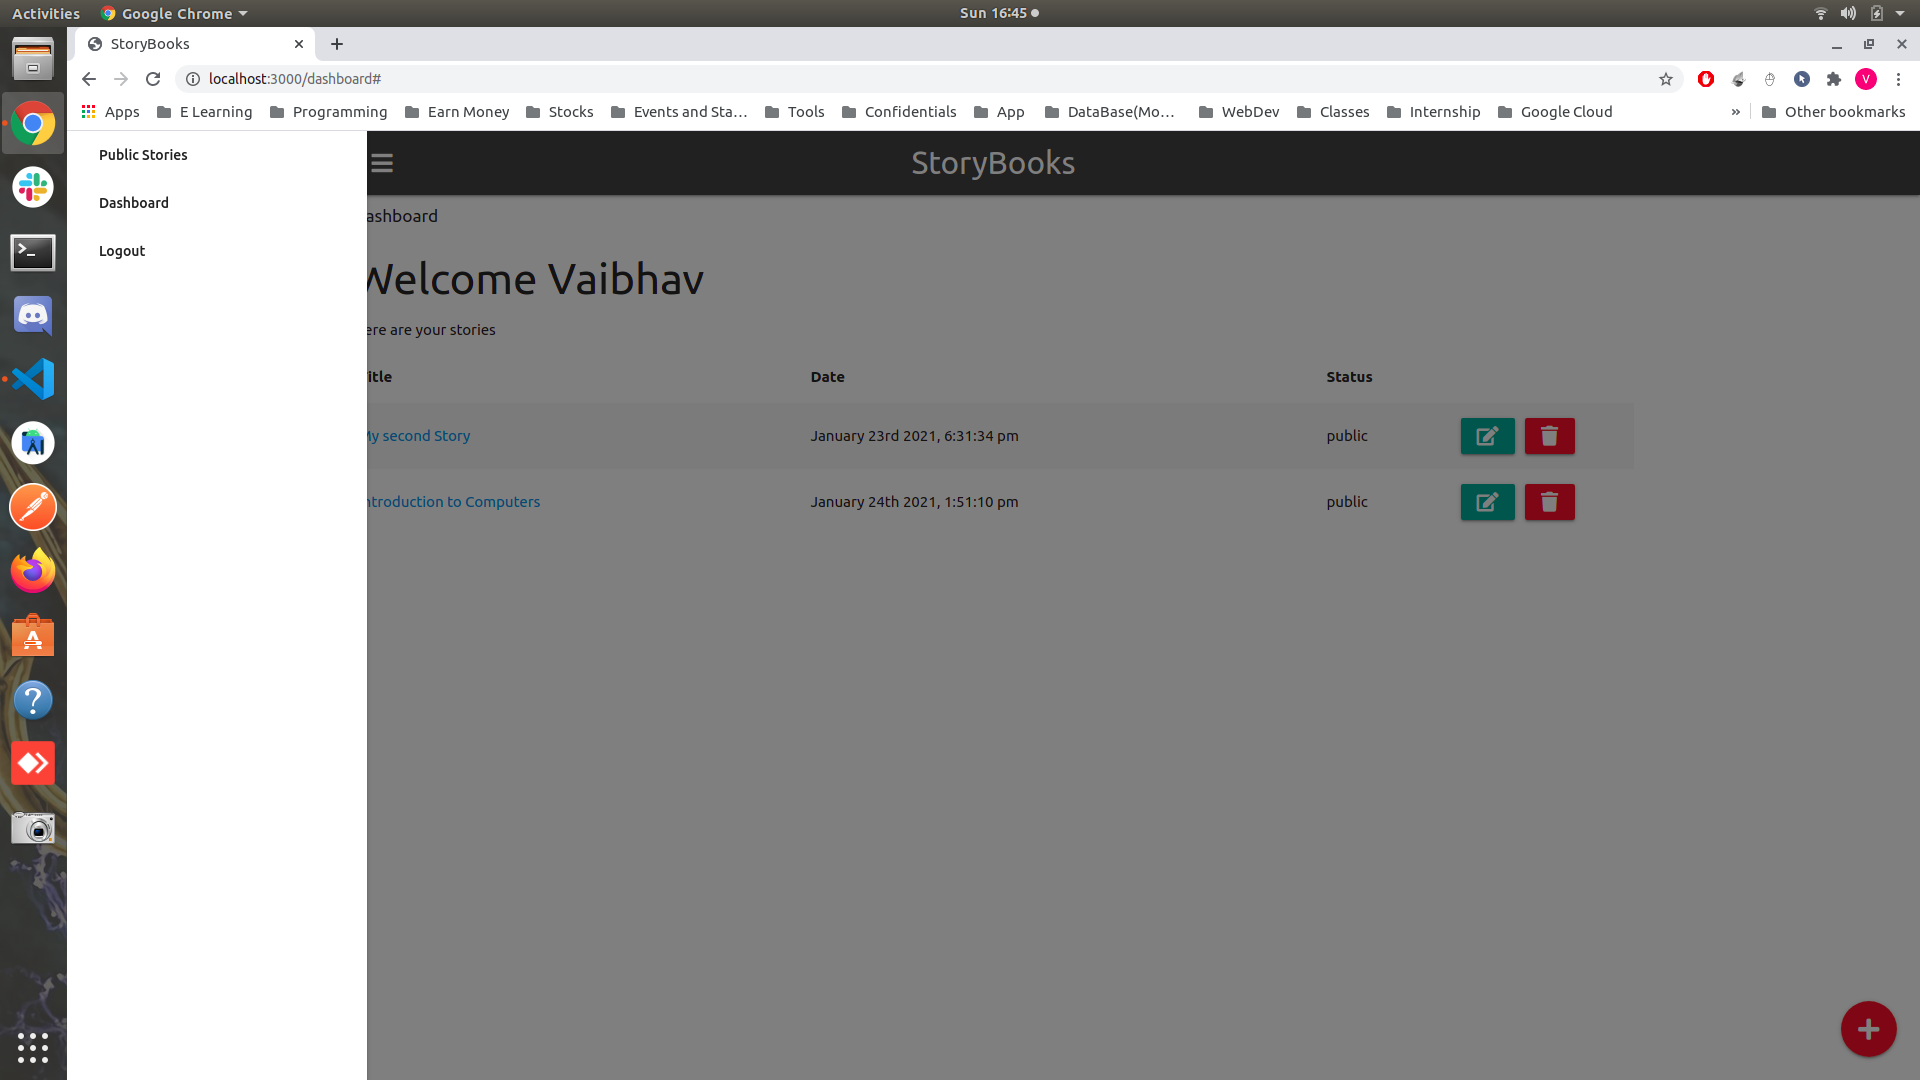 Activities Google Chrome Sun 16:45
StoryBooks
localhost:3000/dashboard#
V
Apps E Learning Programming Earn Money Stocks Events and Sta... Tools Confidentials App DataBase(Mo... WebDev Classes Internship Google Cloud » Other bookmarks
Public Stories
Dashboard
Logout
StoryBooks
ashboard
Welcome Vaibhav
ere are your stories
itle Date Status
My second Story January 23rd 2021, 6:31:34 pm public
ntroduction to Computers January 24th 2021, 1:51:10 pm public